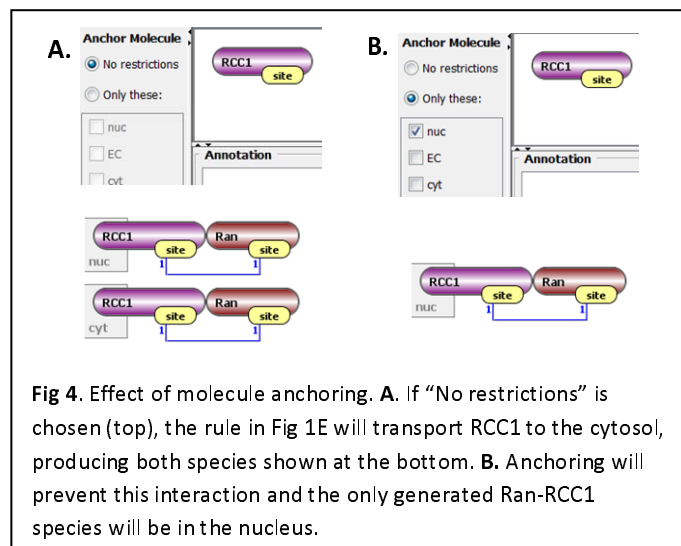 A.
Anchor Molecule
No restrictions
Only these:
nuc
EC
cyt
RCC1
site
Annotation
RCC1 Ran
site site
nuc
1 1
RCC1 Ran
site site
cyt
1 1
B.
Anchor Molecule
No restrictions
Only these:
nuc
EC
cyt
RCC1
site
Annotation
RCC1 Ran
site site
nuc
1 1
Fig 4. Effect of molecule anchoring. A. If “No restrictions” is
chosen (top), the rule in Fig 1E will transport RCC1 to the cytosol,
producing both species shown at the bottom. B. Anchoring will
prevent this interaction and the only generated Ran-RCC1
species will be in the nucleus.